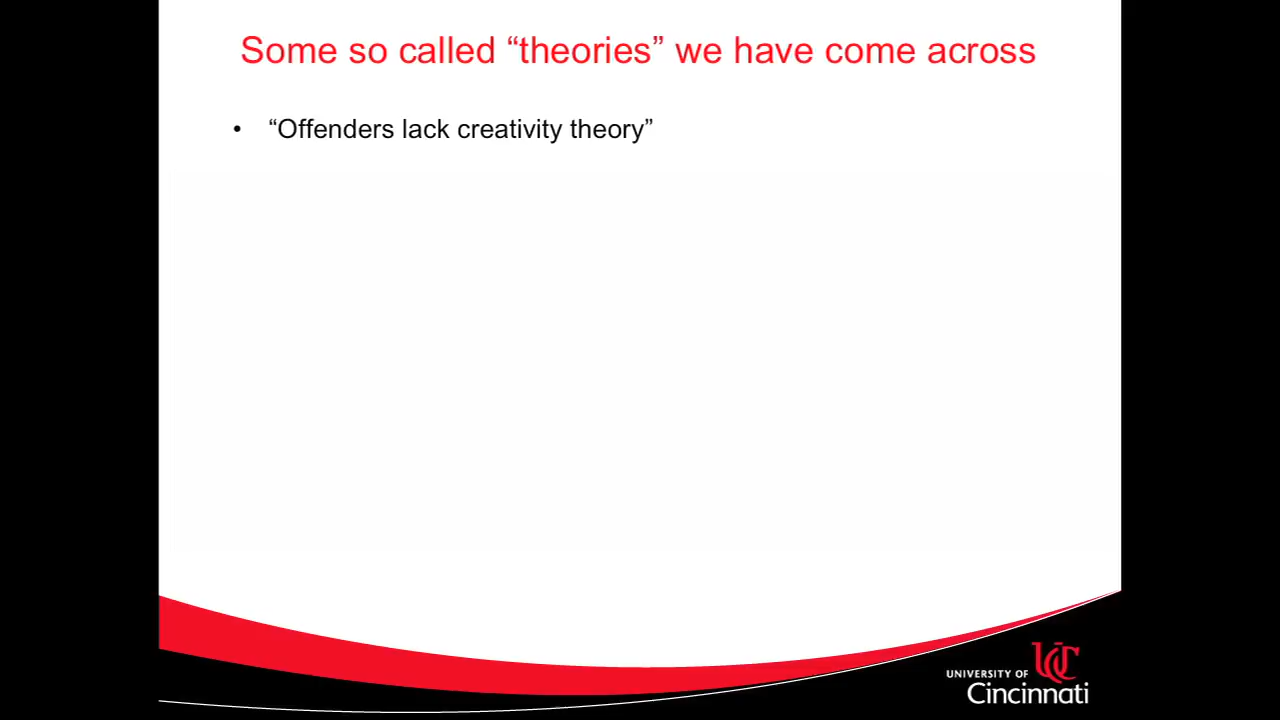 Some so called “theories” we have come across
• “Offenders lack creativity theory”
UNIVERSITY OF
Cincinnati